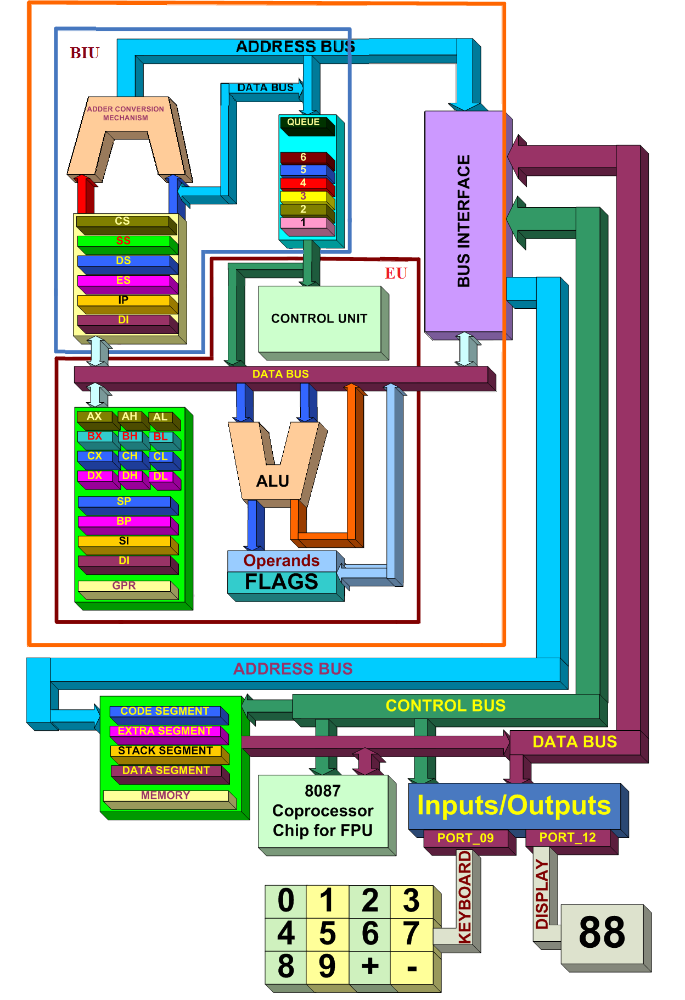 ADDRESS BUS
BIU
DATA BUS
ADDER CONVERSION
MECHANISM
QUEUE
6
5
4
3
2
1
BUS INTERFACE
CS
SS
DS
ES
IP
DI
EU
CONTROL UNIT
DATA BUS
AX AH AL
BX BH BL
CX CH CL
DX DH DL
SP
BP
SI
DI
GPR
ALU
Operands
FLAGS
ADDRESS BUS
CONTROL BUS
CODE SEGMENT
EXTRA SEGMENT
STACK SEGMENT
DATA SEGMENT
MEMORY
DATA BUS
8087
Coprocessor
Chip for FPU
Inputs/Outputs
PORT_09
PORT_12
KEYBOARD
DISPLAY
0 1 2 3
4 5 6 7
8 9 + -
88